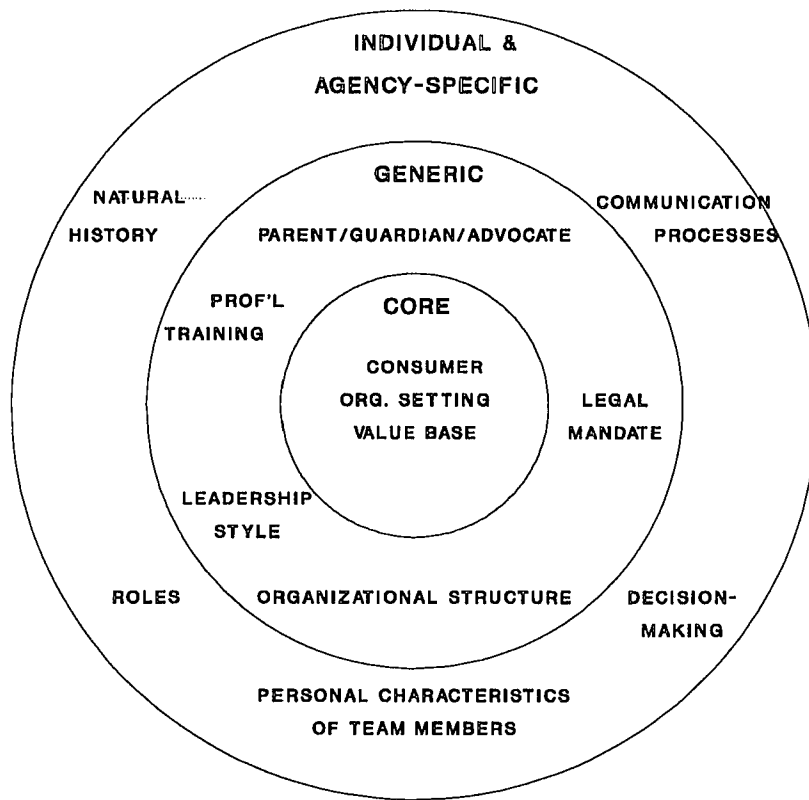 INDIVIDUAL &
AGENCY-SPECIFIC
GENERIC
NATURAL
HISTORY
COMMUNICATION
PROCESSES
PARENT/GUARDIAN/ADVOCATE
PROF'L
TRAINING
CORE
CONSUMER
ORG. SETTING
VALUE BASE
LEGAL
MANDATE
LEADERSHIP
STYLE
ROLES
ORGANIZATIONAL STRUCTURE
DECISION-
MAKING
PERSONAL CHARACTERISTICS
OF TEAM MEMBERS